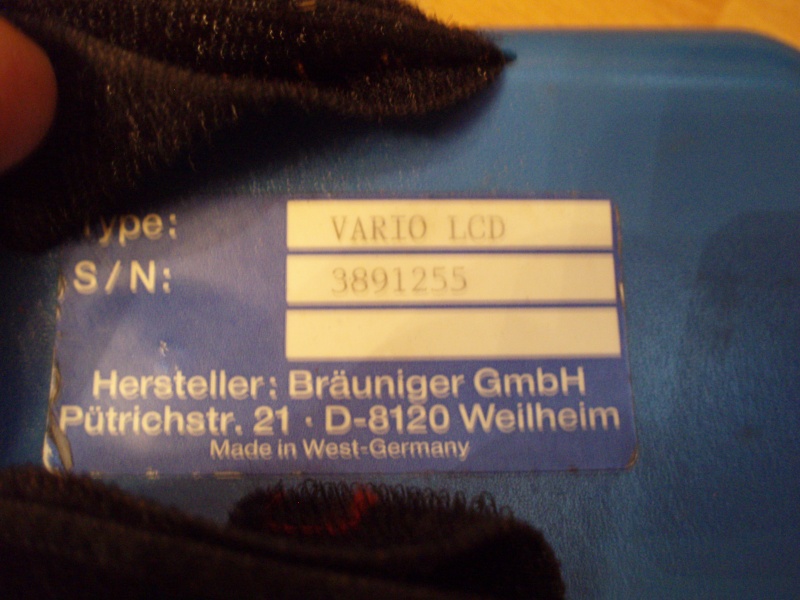 Type: VARIO LCD
S/N: 3891255
Hersteller: Bräuniger GmbH
Pütrichstr. 21 · D-8120 Weilheim
Made in West-Germany